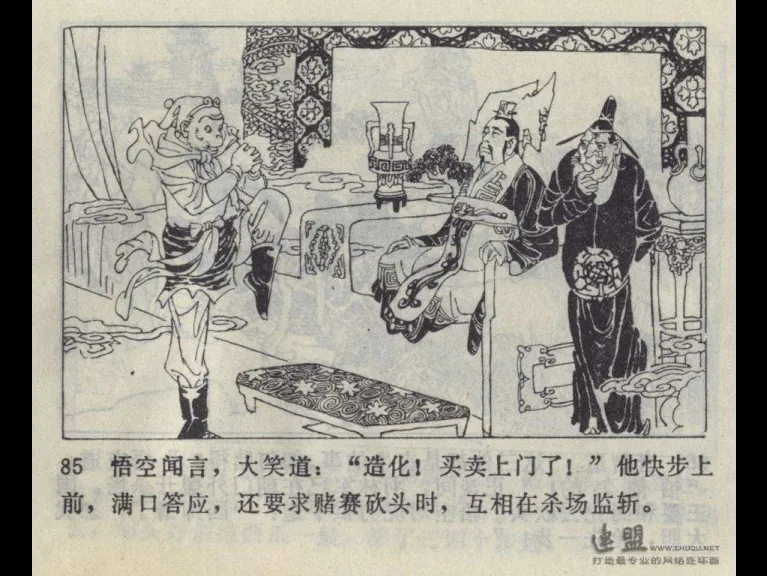 85 悟空闻言，大笑道：“造化！买卖上门了！”他快步上
前，满口答应，还要求赌赛砍头时，互相在杀场监斩。
连盟 WWW.SHUQU.NET
打造最专业的网络连环画